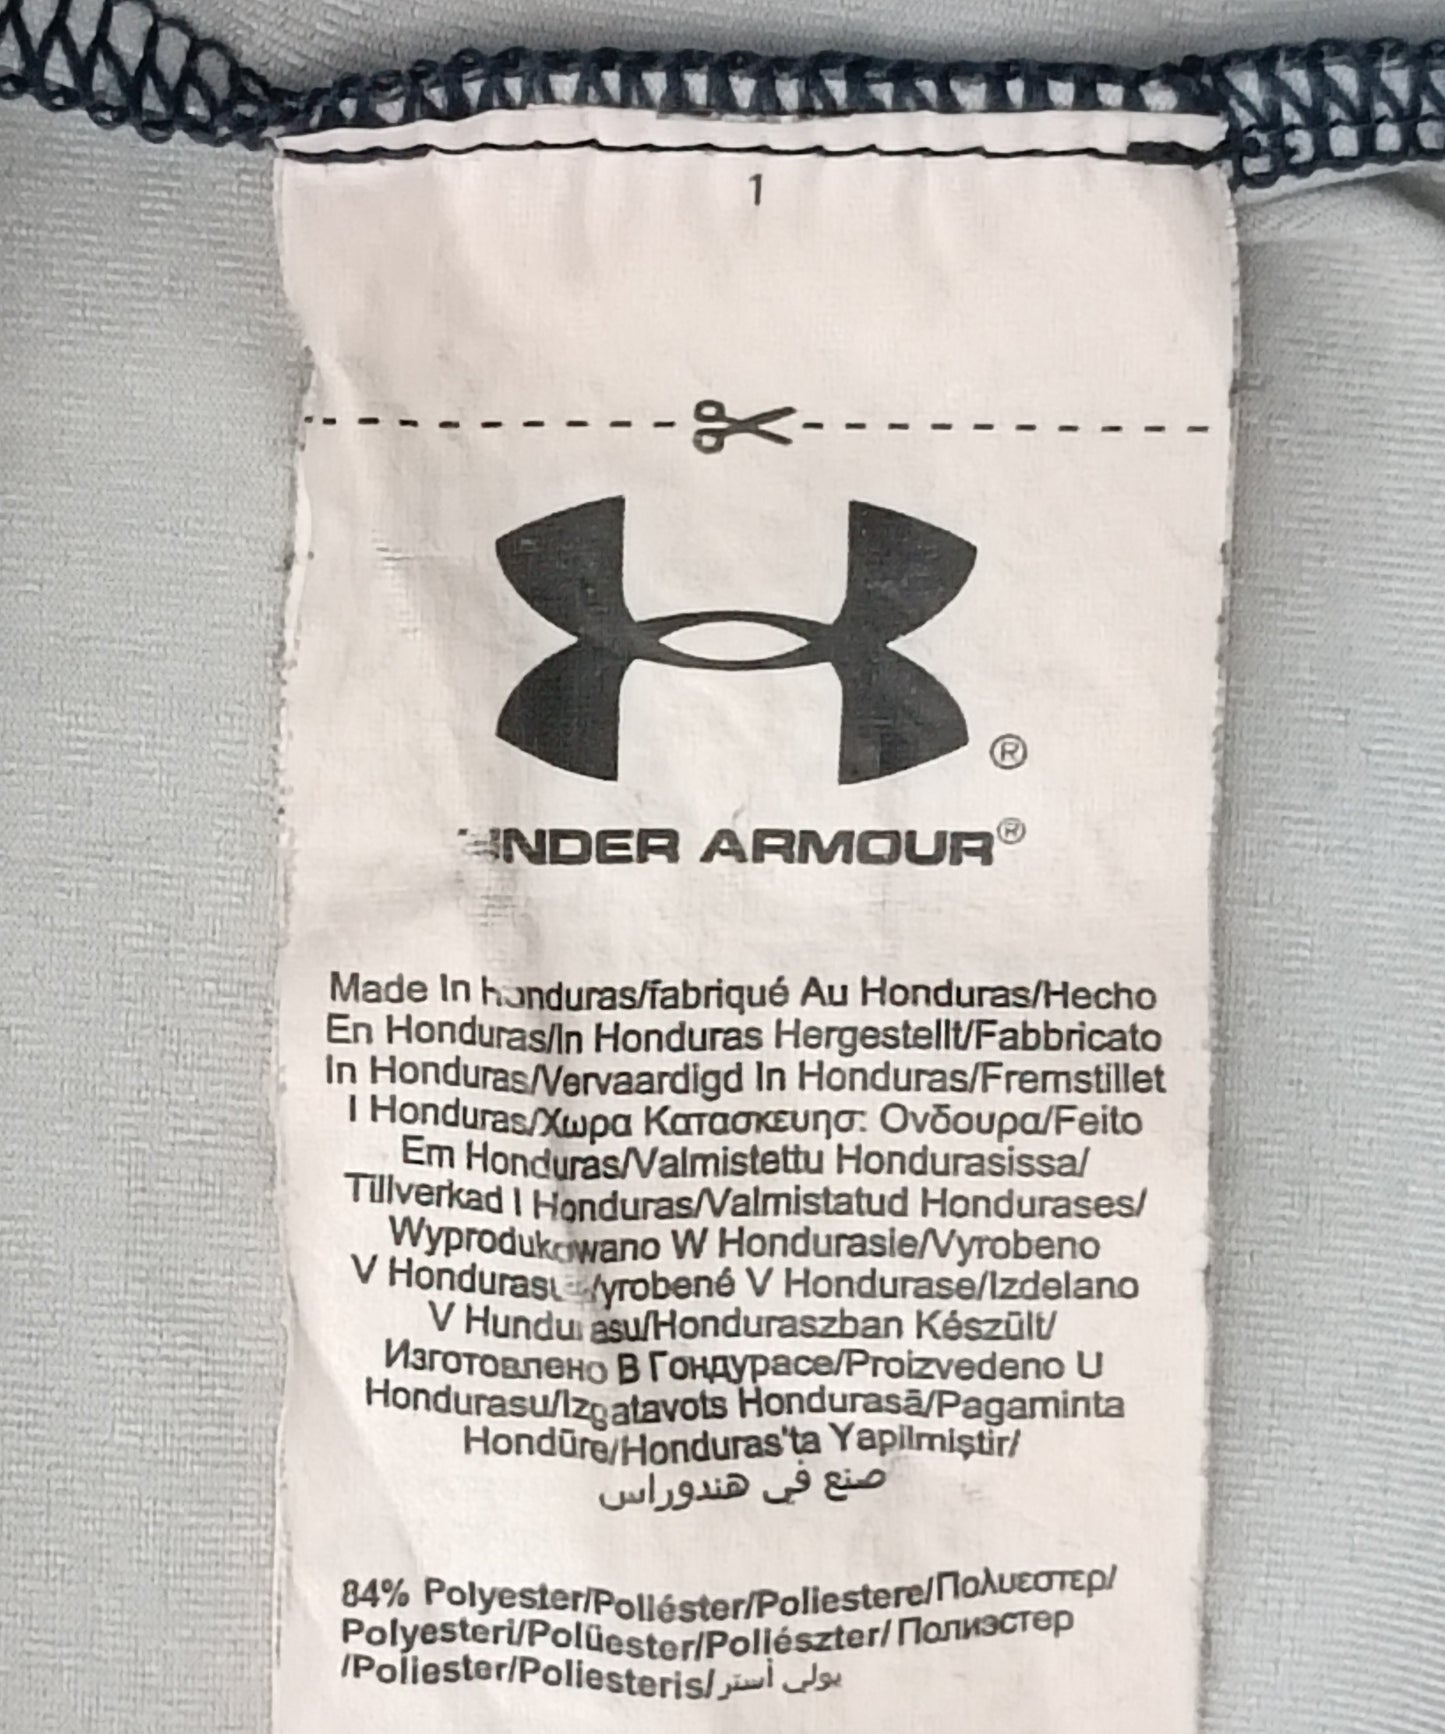 1
®
UNDER ARMOUR®
Made In Honduras/fabriqué Au Honduras/Hecho
En Honduras/In Honduras Hergestellt/Fabbricato
In Honduras/Vervaardigd In Honduras/Fremstillet
I Honduras/Χωρα Κατασκευησ: Ονδουρα/Feito
Em Honduras/Valmistettu Hondurasissa/
Tillverkad I Honduras/Valmistatud Hondurases/
Wyprodukowano W Hondurasie/Vyrobeno
V Hondurasu/Vyrobené V Hondurase/Izdelano
V Hundurasu/Honduraszban Készült/
Изготовлено В Гондурасе/Proizvedeno U
Hondurasu/Izgatavots Hondurasā/Pagaminta
Hondūre/Honduras'ta Yapilmiştir/
صنع في هندوراس
84% Polyester/Polléster/Poliestere/Πολυεστερ/
Polyesteri/Polüester/Poliészter/Полиэстер
/Poliester/Poliesteris/بولي أستر